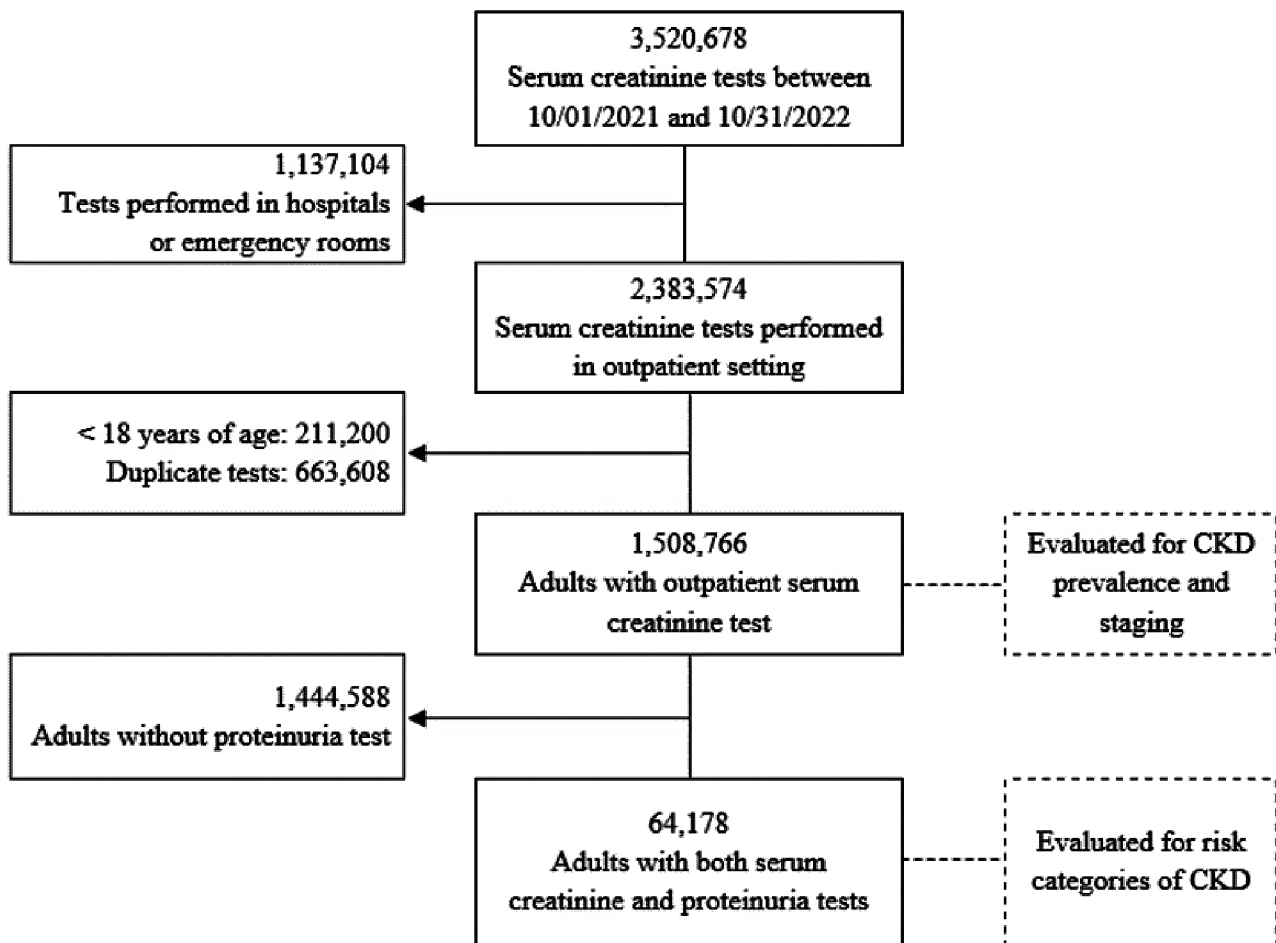 3,520,678
Serum creatinine tests between
10/01/2021 and 10/31/2022
1,137,104
Tests performed in hospitals
or emergency rooms
2,383,574
Serum creatinine tests performed
in outpatient setting
< 18 years of age: 211,200
Duplicate tests: 663,608
1,508,766
Adults with outpatient serum
creatinine test
Evaluated for CKD
prevalence and
staging
1,444,588
Adults without proteinuria test
64,178
Adults with both serum
creatinine and proteinuria tests
Evaluated for risk
categories of CKD